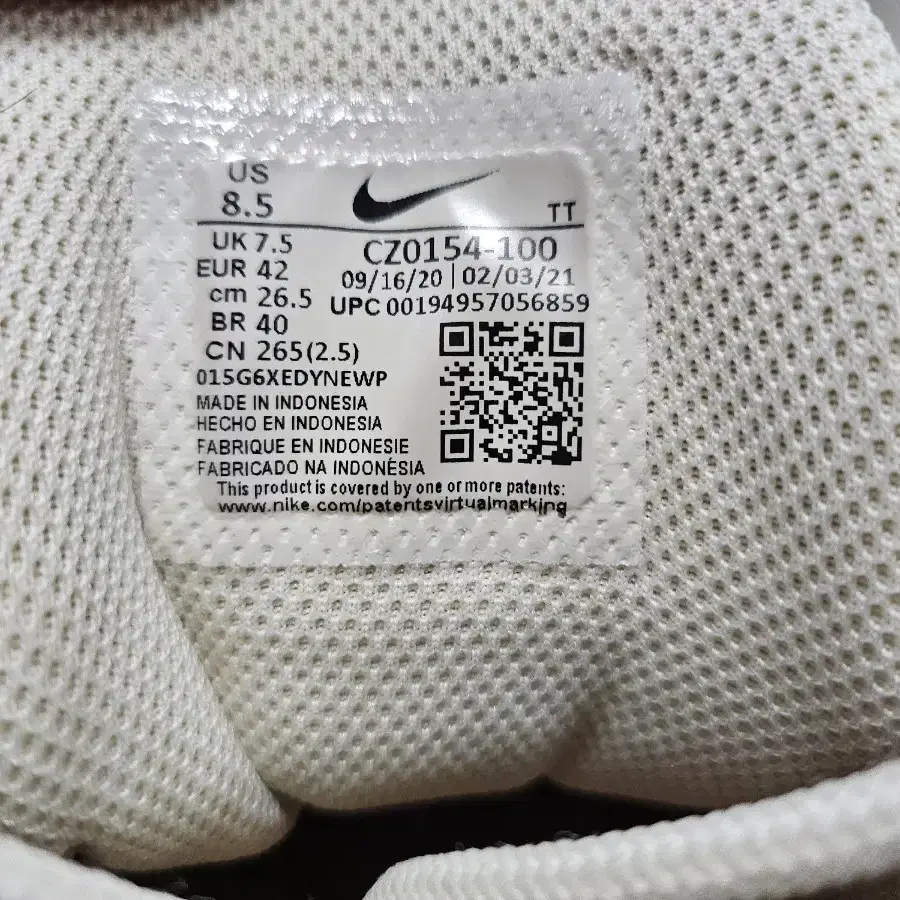 US
8.5
TT
UK 7.5
EUR 42
cm 26.5
BR 40
CN 265(2.5)
CZ0154-100
09/16/20 | 02/03/21
UPC 00194957056859
015G6XEDYNEWP
MADE IN INDONESIA
HECHO EN INDONESIA
FABRIQUE EN INDONESIE
FABRICADO NA INDONÉSIA
This product is covered by one or more patents:
www.nike.com/patentsvirtualmarking